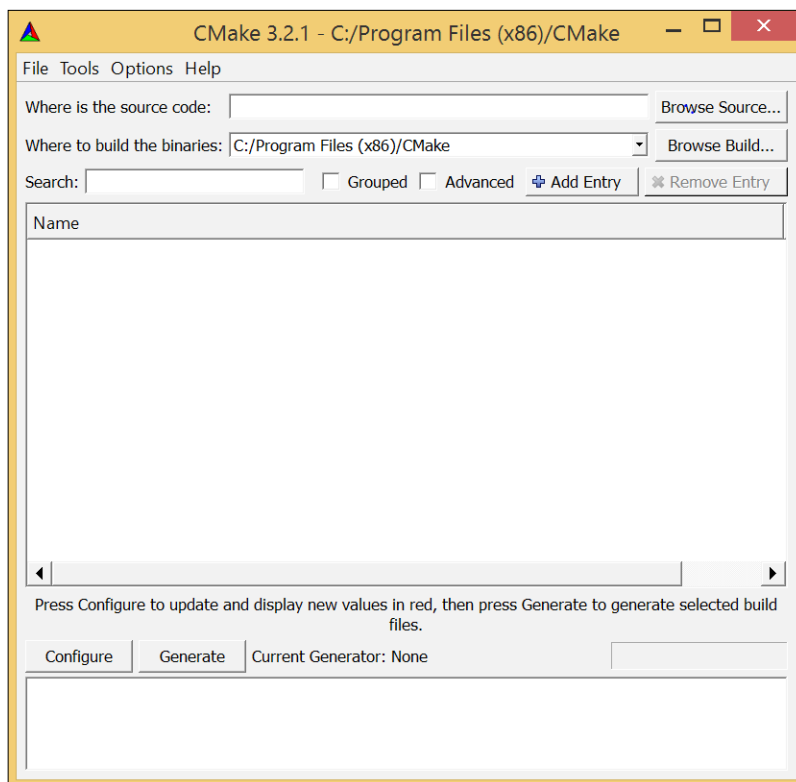 CMake 3.2.1 - C:/Program Files (x86)/CMake
File Tools Options Help
Where is the source code: Browse Source...
Where to build the binaries: C:/Program Files (x86)/CMake Browse Build...
Search: Grouped Advanced Add Entry Remove Entry
Name
Press Configure to update and display new values in red, then press Generate to generate selected build
files.
Configure Generate Current Generator: None